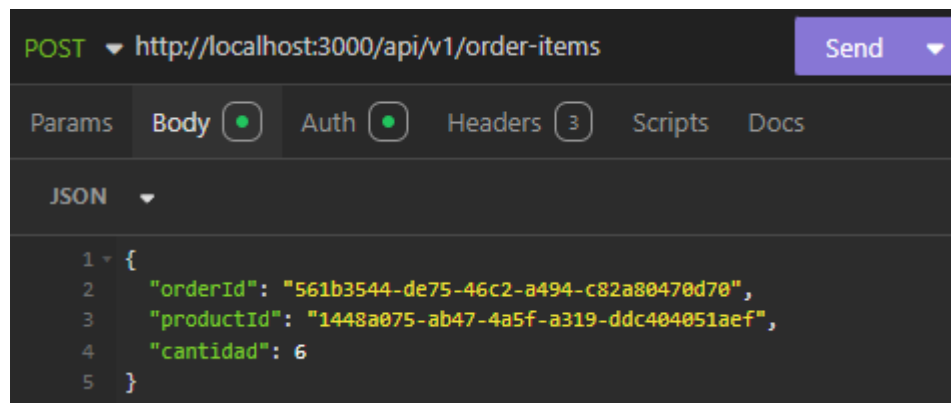 POST http://localhost:3000/api/v1/order-items Send
Params Body Auth Headers 3 Scripts Docs
JSON
1 {
2 "orderId": "561b3544-de75-46c2-a494-c82a80470d70",
3 "productId": "1448a075-ab47-4a5f-a319-ddc404051aef",
4 "cantidad": 6
5 }